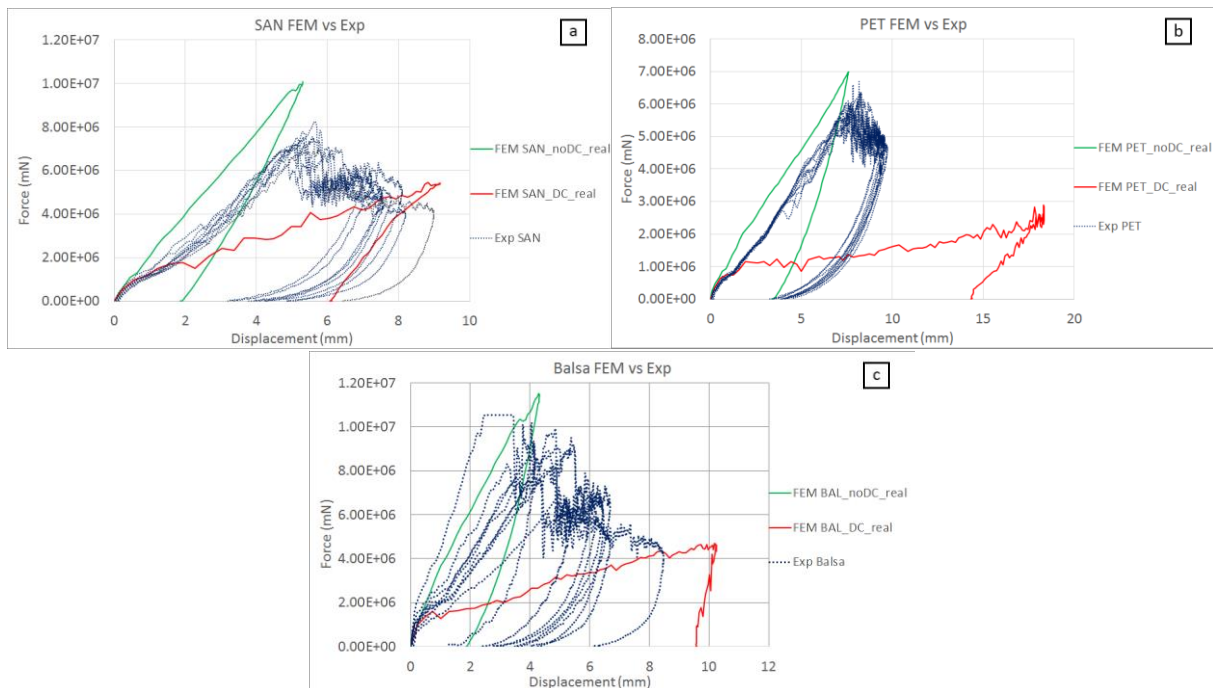 SAN FEM vs Exp
a
1.20E+07
1.00E+07
8.00E+06
6.00E+06
4.00E+06
2.00E+06
0.00E+00
Force (mN)
0 2 4 6 8 10
Displacement (mm)
FEM SAN_noDC_real
FEM SAN_DC_real
Exp SAN
PET FEM vs Exp
b
8.00E+06
7.00E+06
6.00E+06
5.00E+06
4.00E+06
3.00E+06
2.00E+06
1.00E+06
0.00E+00
Force (mN)
0 5 10 15 20
Displacement (mm)
FEM PET_noDC_real
FEM PET_DC_real
Exp PET
Balsa FEM vs Exp
c
1.20E+07
1.00E+07
8.00E+06
6.00E+06
4.00E+06
2.00E+06
0.00E+00
Force (mN)
0 2 4 6 8 10 12
Displacement (mm)
FEM BAL_noDC_real
FEM BAL_DC_real
Exp Balsa